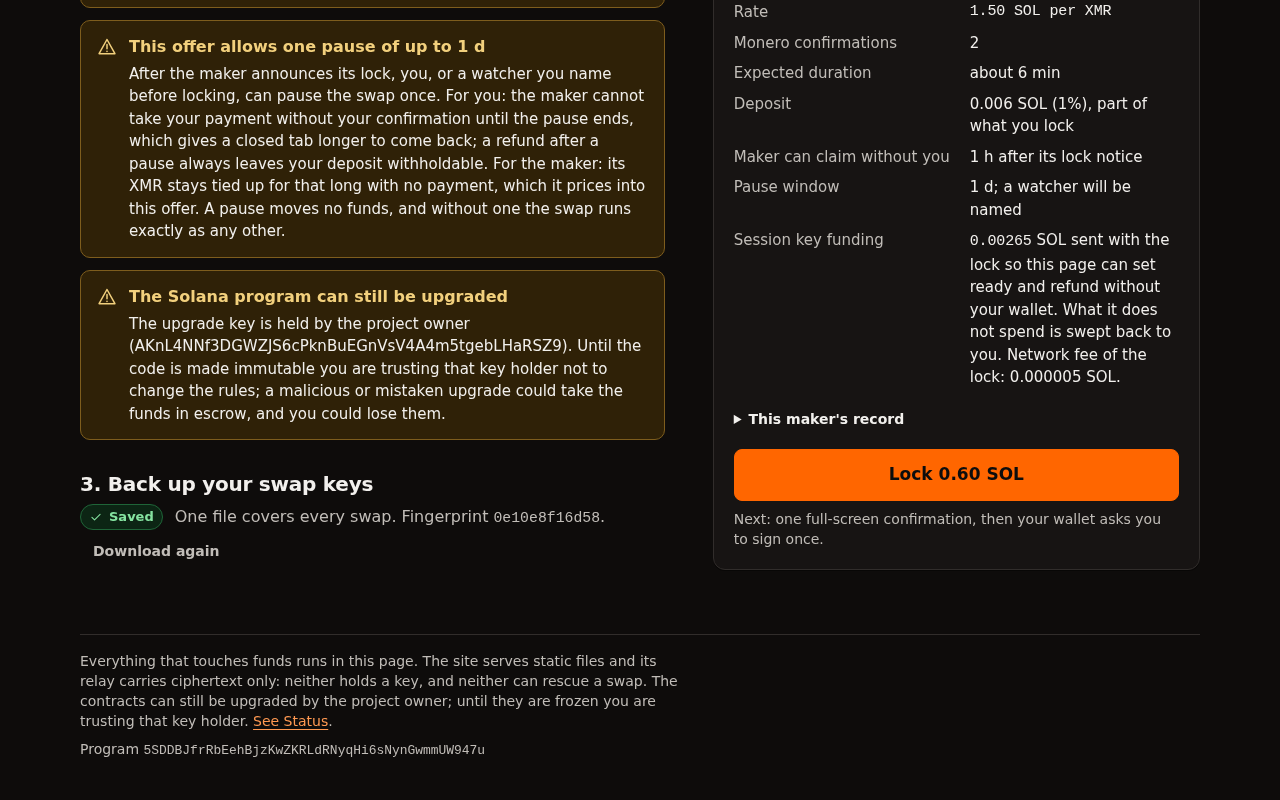 This offer allows one pause of up to 1 d
After the maker announces its lock, you, or a watcher you name
before locking, can pause the swap once. For you: the maker cannot
take your payment without your confirmation until the pause ends,
which gives a closed tab longer to come back; a refund after a
pause always leaves your deposit withholdable. For the maker: its
XMR stays tied up for that long with no payment, which it prices into
this offer. A pause moves no funds, and without one the swap runs
exactly as any other.
The Solana program can still be upgraded
The upgrade key is held by the project owner
(AKnL4NNf3DGWZJS6cPknBuEGnVsV4A4m5tgebLHaRSZ9). Until the
code is made immutable you are trusting that key holder not to
change the rules; a malicious or mistaken upgrade could take the
funds in escrow, and you could lose them.
3. Back up your swap keys
Saved One file covers every swap. Fingerprint 0e10e8f16d58.
Download again
Rate 1.50 SOL per XMR
Monero confirmations 2
Expected duration about 6 min
Deposit 0.006 SOL (1%), part of
what you lock
Maker can claim without you 1 h after its lock notice
Pause window 1 d; a watcher will be
named
Session key funding 0.00265 SOL sent with the
lock so this page can set
ready and refund without
your wallet. What it does
not spend is swept back to
you. Network fee of the
lock: 0.000005 SOL.
This maker's record
Lock 0.60 SOL
Next: one full-screen confirmation, then your wallet asks you
to sign once.
Everything that touches funds runs in this page. The site serves static files and its
relay carries ciphertext only: neither holds a key, and neither can rescue a swap. The
contracts can still be upgraded by the project owner; until they are frozen you are
trusting that key holder. See Status.
Program 5SDDBJfrRbEehBjzKwZKRLdRNyqHi6sNynGwmmUW947u